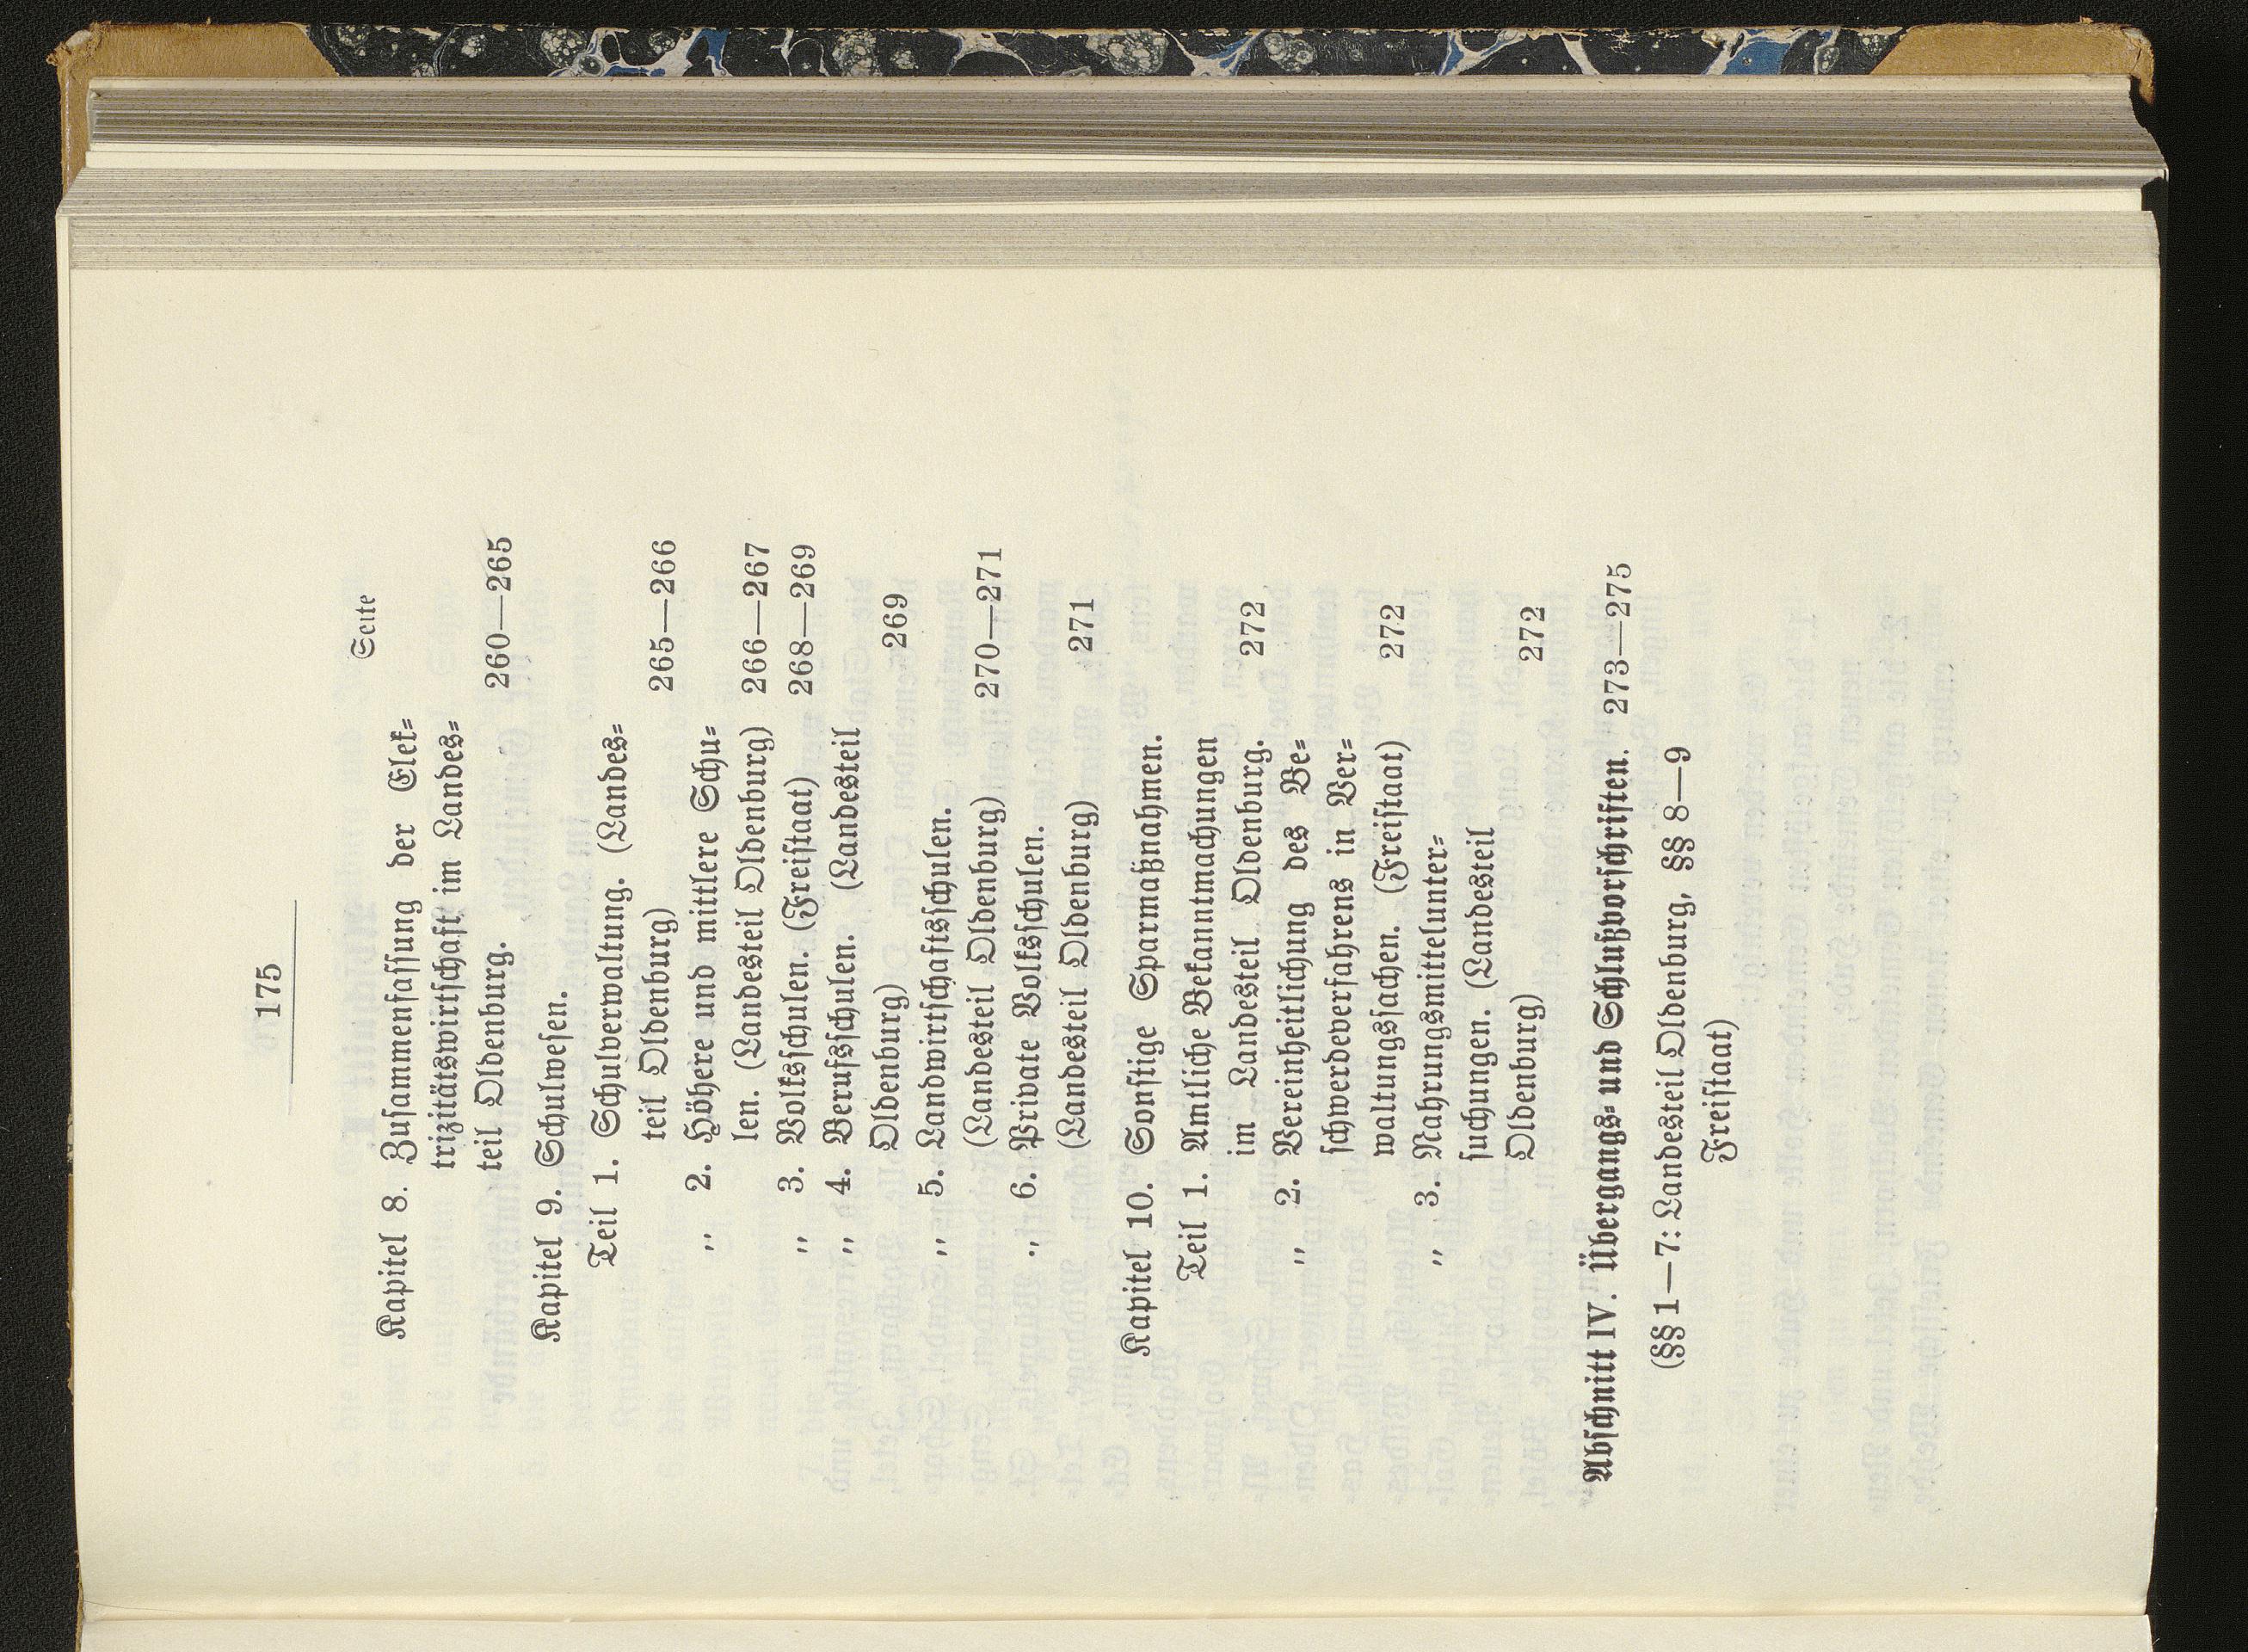 175
Seite
Kapitel 8. Zusammenfassung der Elek-
trizitätswirtschaft im Landes-
teil Oldenburg. 260—265
Kapitel 9. Schulwesen.
Teil 1. Schulverwaltung. (Landes-
teil Oldenburg) 265—266
„ 2. Höhere und mittlere Schu-
len. (Landesteil Oldenburg) 266—267
„ 3. Volksschulen. (Freistaat) 268—269
„ 4. Berufsschulen. (Landesteil
Oldenburg) 269
„ 5. Landwirtschaftsschulen.
(Landesteil Oldenburg) 270—271
„ 6. Private Volksschulen.
(Landesteil Oldenburg) 271
Kapitel 10. Sonstige Sparmaßnahmen.
Teil 1. Amtliche Bekanntmachungen
im Landesteil Oldenburg. 272
„ 2. Vereinheitlichung des Be-
schwerdeverfahrens in Ver-
waltungssachen. (Freistaat) 272
„ 3. Nahrungsmittelunter-
suchungen. (Landesteil
Oldenburg) 272
Abschnitt IV. Übergangs- und Schlußvorschriften. 273—275
(§§ 1—7: Landesteil Oldenburg, §§ 8—9
Freistaat)